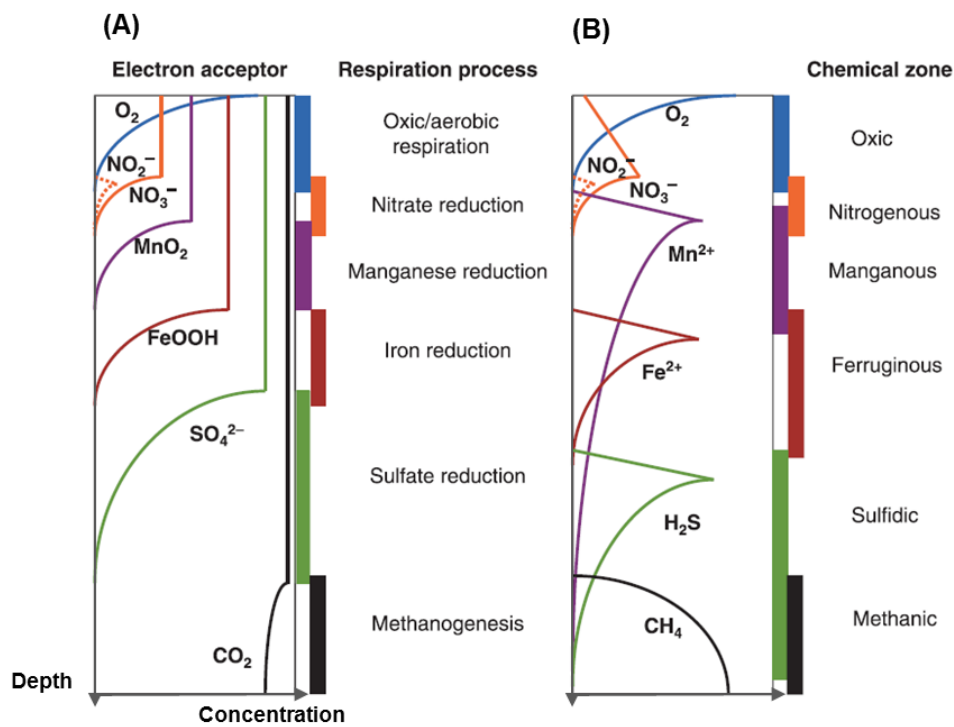 (A)
Electron acceptor
Respiration process
O₂
NO₂⁻
NO₃⁻
MnO₂
FeOOH
SO₄²⁻
CO₂
Oxic/aerobic
respiration
Nitrate reduction
Manganese reduction
Iron reduction
Sulfate reduction
Methanogenesis
Depth
Concentration
(B)
Chemical zone
O₂
NO₂⁻
NO₃⁻
Mn²⁺
Fe²⁺
H₂S
CH₄
Oxic
Nitrogenous
Manganous
Ferruginous
Sulfidic
Methanic